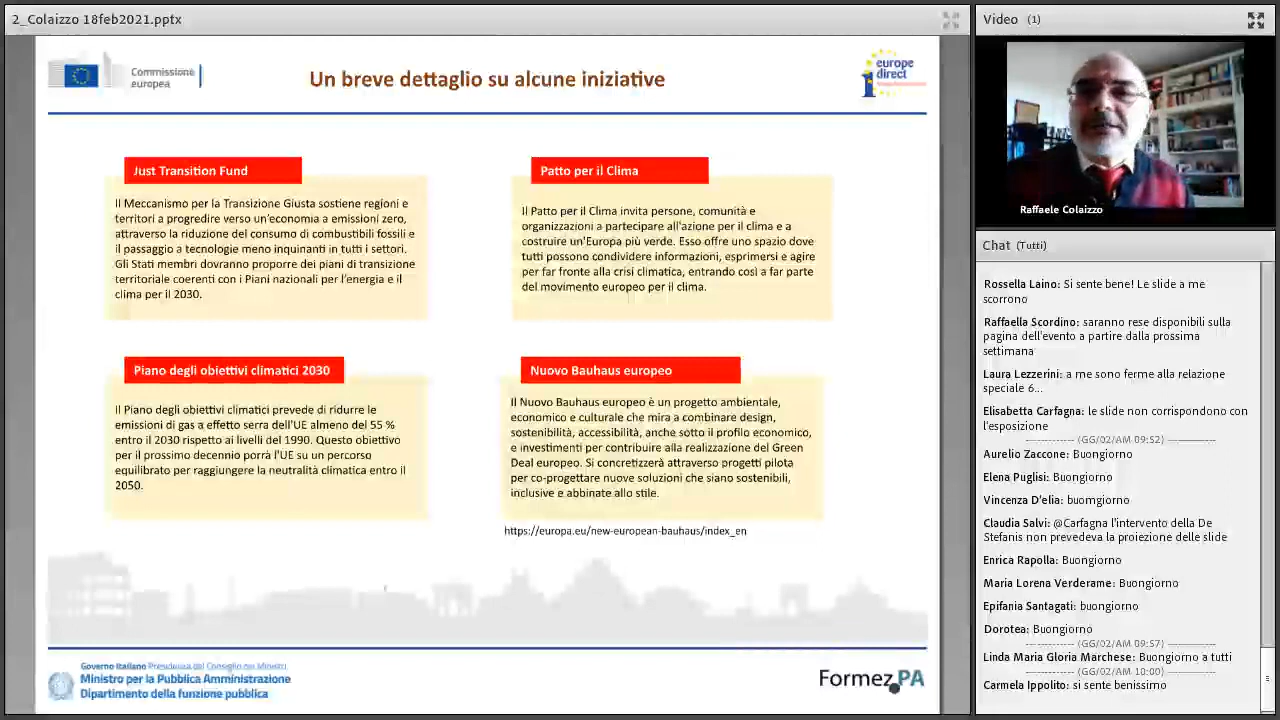 2_Colaizzo 18feb2021.pptx
Commissione
europea
Un breve dettaglio su alcune iniziative
europe
direct
Just Transition Fund
Il Meccanismo per la Transizione Giusta sostiene regioni e
territori a progredire verso un'economia a emissioni zero,
attraverso la riduzione del consumo di combustibili fossili e
il passaggio a tecnologie meno inquinanti in tutti i settori.
Gli Stati membri dovranno proporre dei piani di transizione
territoriale coerenti con i Piani nazionali per l'energia e il
clima per il 2030.
Patto per il Clima
Il Patto per il Clima invita persone, comunità e
organizzazioni a partecipare all'azione per il clima e a
costruire un'Europa più verde. Esso offre uno spazio dove
tutti possono condividere informazioni, esprimersi e agire
per far fronte alla crisi climatica, entrando così a far parte
del movimento europeo per il clima.
Piano degli obiettivi climatici 2030
Il Piano degli obiettivi climatici prevede di ridurre le
emissioni di gas a effetto serra dell'UE almeno del 55 %
entro il 2030 rispetto ai livelli del 1990. Questo obiettivo
per il prossimo decennio porrà l'UE su un percorso
equilibrato per raggiungere la neutralità climatica entro il
2050.
Nuovo Bauhaus europeo
Il Nuovo Bauhaus europeo è un progetto ambientale,
economico e culturale che mira a combinare design,
sostenibilità, accessibilità, anche sotto il profilo economico,
e investimenti per contribuire alla realizzazione del Green
Deal europeo. Si concretizzerà attraverso progetti pilota
per co-progettare nuove soluzioni che siano sostenibili,
inclusive e abbinate allo stile.
https://europa.eu/new-european-bauhaus/index_en
Governo Italiano Presidenza del Consiglio dei Ministri
Ministro per la Pubblica Amministrazione
Dipartimento della funzione pubblica
Formez PA
Video (1)
Raffaele Colaizzo
Chat (Tutti)
Rossella Laino: Si sente bene! Le slide a me
scorrono
Raffaella Scordino: saranno rese disponibili sulla
pagina dell'evento a partire dalla prossima
settimana
Laura Lezzerini: a me sono ferme alla relazione
speciale 6...
Elisabetta Carfagna: le slide non corrispondono con
l'esposizione
(GG/02/AM 09:52)
Aurelio Zaccone: Buongiorno
Elena Puglisi: Buongiorno
Vincenza D'elia: buomgiorno
Claudia Salvi: @Carfagna l'intervento della De
Stefanis non prevedeva la proiezione delle slide
Enrica Rapolla: Buongiorno
Maria Lorena Verderame: Buongiorno
Epifania Santagati: buongiorno
Dorotea: Buongiorno
(GG/02/AM 09:57)
Linda Maria Gloria Marchese: Buongiorno a tutti
(GG/02/AM 10:00)
Carmela Ippolito: si sente benissimo